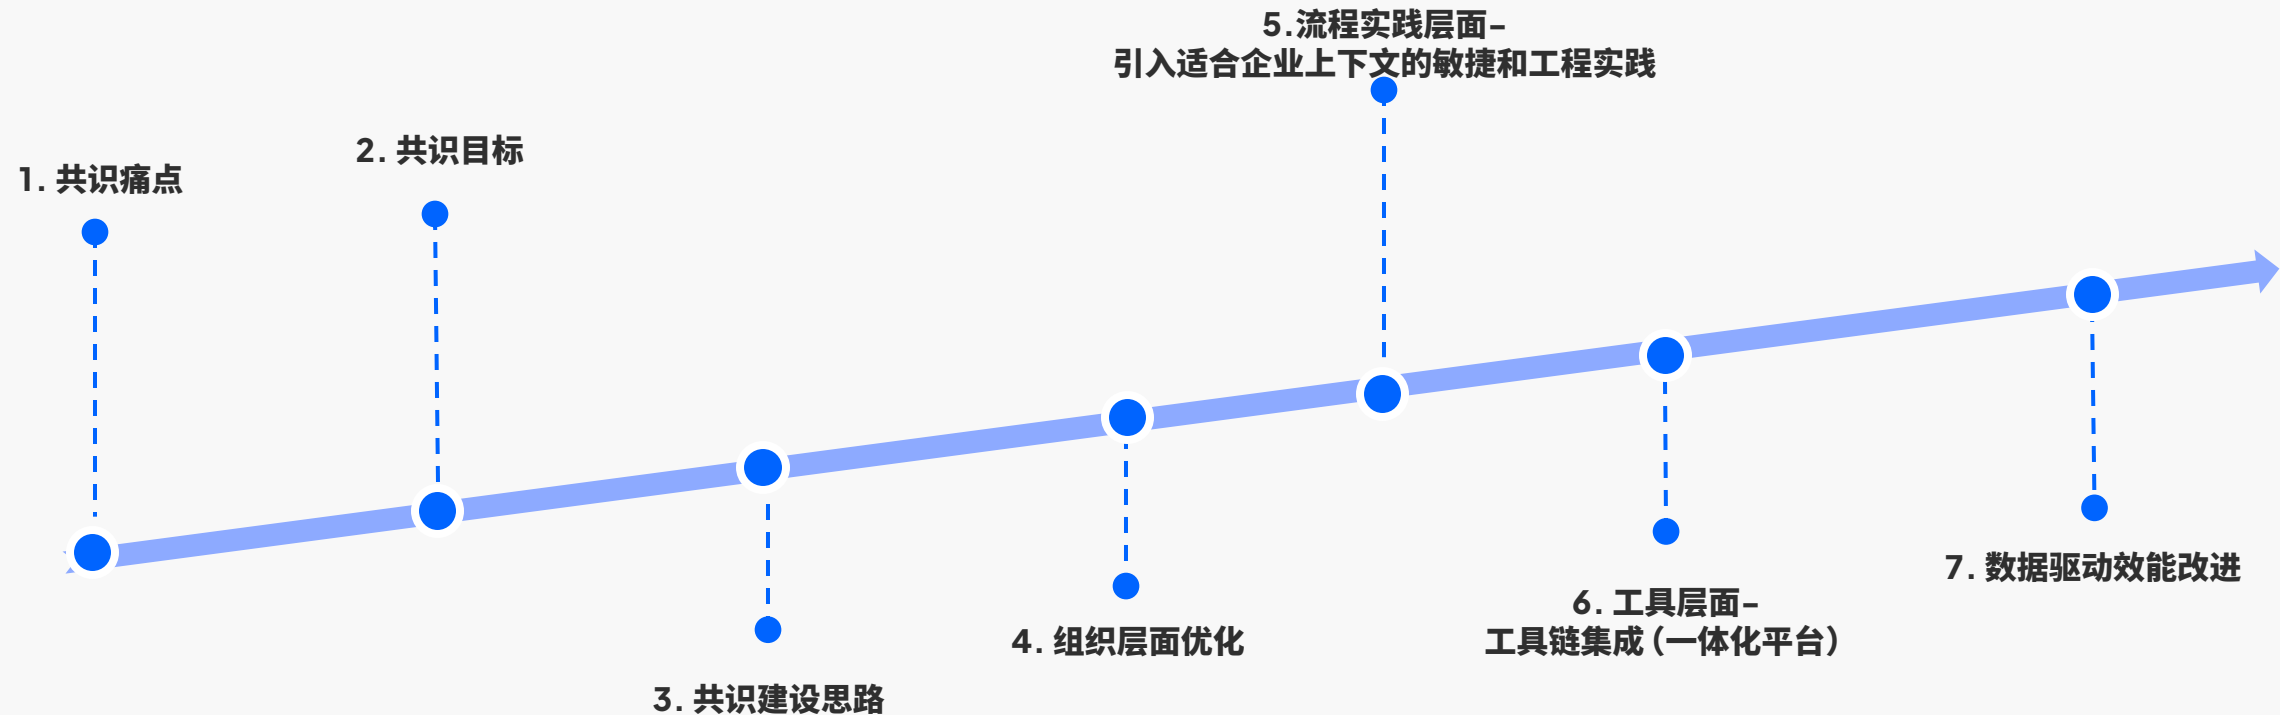 1. 共识痛点
2. 共识目标
3. 共识建设思路
4. 组织层面优化
5.流程实践层面-
引入适合企业上下文的敏捷和工程实践
6. 工具层面-
工具链集成（一体化平台）
7. 数据驱动效能改进